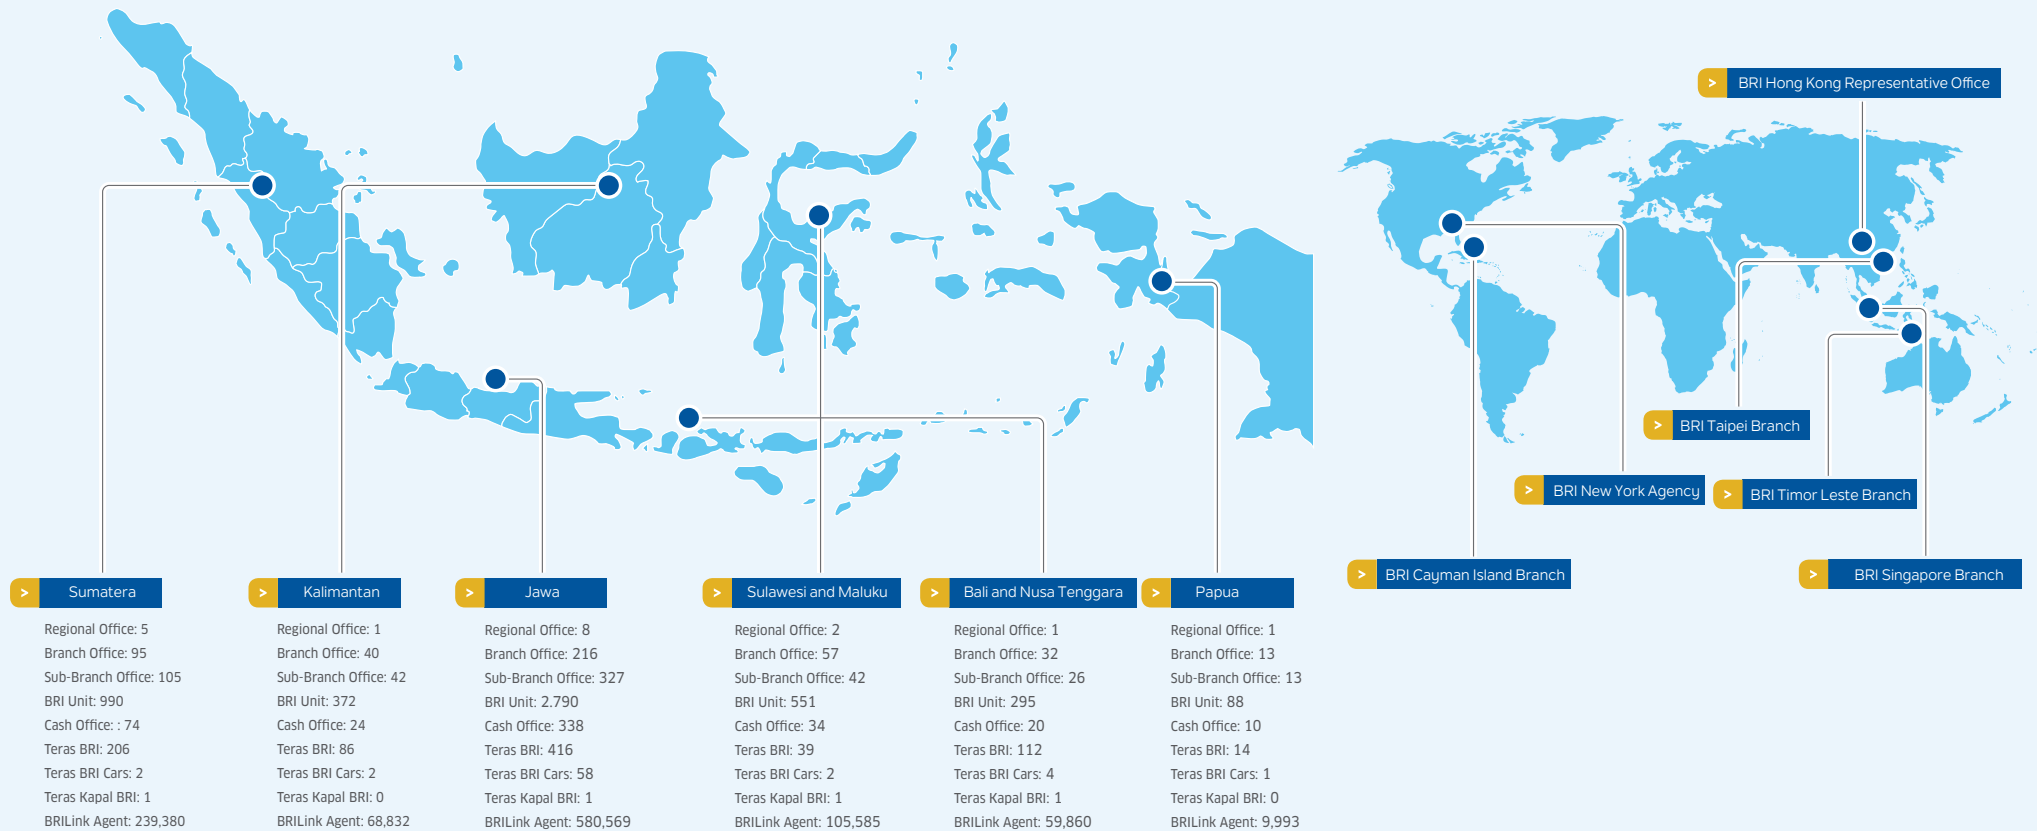 > BRI Hong Kong Representative Office
> BRI Taipei Branch
> BRI New York Agency
> BRI Timor Leste Branch
> BRI Cayman Island Branch
> BRI Singapore Branch
> Sumatera
Regional Office: 5
Branch Office: 95
Sub-Branch Office: 105
BRI Unit: 990
Cash Office: : 74
Teras BRI: 206
Teras BRI Cars: 2
Teras Kapal BRI: 1
BRILink Agent: 239,380
> Kalimantan
Regional Office: 1
Branch Office: 40
Sub-Branch Office: 42
BRI Unit: 372
Cash Office: 24
Teras BRI: 86
Teras BRI Cars: 2
Teras Kapal BRI: 0
BRILink Agent: 68,832
> Jawa
Regional Office: 8
Branch Office: 216
Sub-Branch Office: 327
BRI Unit: 2.790
Cash Office: 338
Teras BRI: 416
Teras BRI Cars: 58
Teras Kapal BRI: 1
BRILink Agent: 580,569
> Sulawesi and Maluku
Regional Office: 2
Branch Office: 57
Sub-Branch Office: 42
BRI Unit: 551
Cash Office: 34
Teras BRI: 39
Teras BRI Cars: 2
Teras Kapal BRI: 1
BRILink Agent: 105,585
> Bali and Nusa Tenggara
Regional Office: 1
Branch Office: 32
Sub-Branch Office: 26
BRI Unit: 295
Cash Office: 20
Teras BRI: 112
Teras BRI Cars: 4
Teras Kapal BRI: 1
BRILink Agent: 59,860
> Papua
Regional Office: 1
Branch Office: 13
Sub-Branch Office: 13
BRI Unit: 88
Cash Office: 10
Teras BRI: 14
Teras BRI Cars: 1
Teras Kapal BRI: 0
BRILink Agent: 9,993